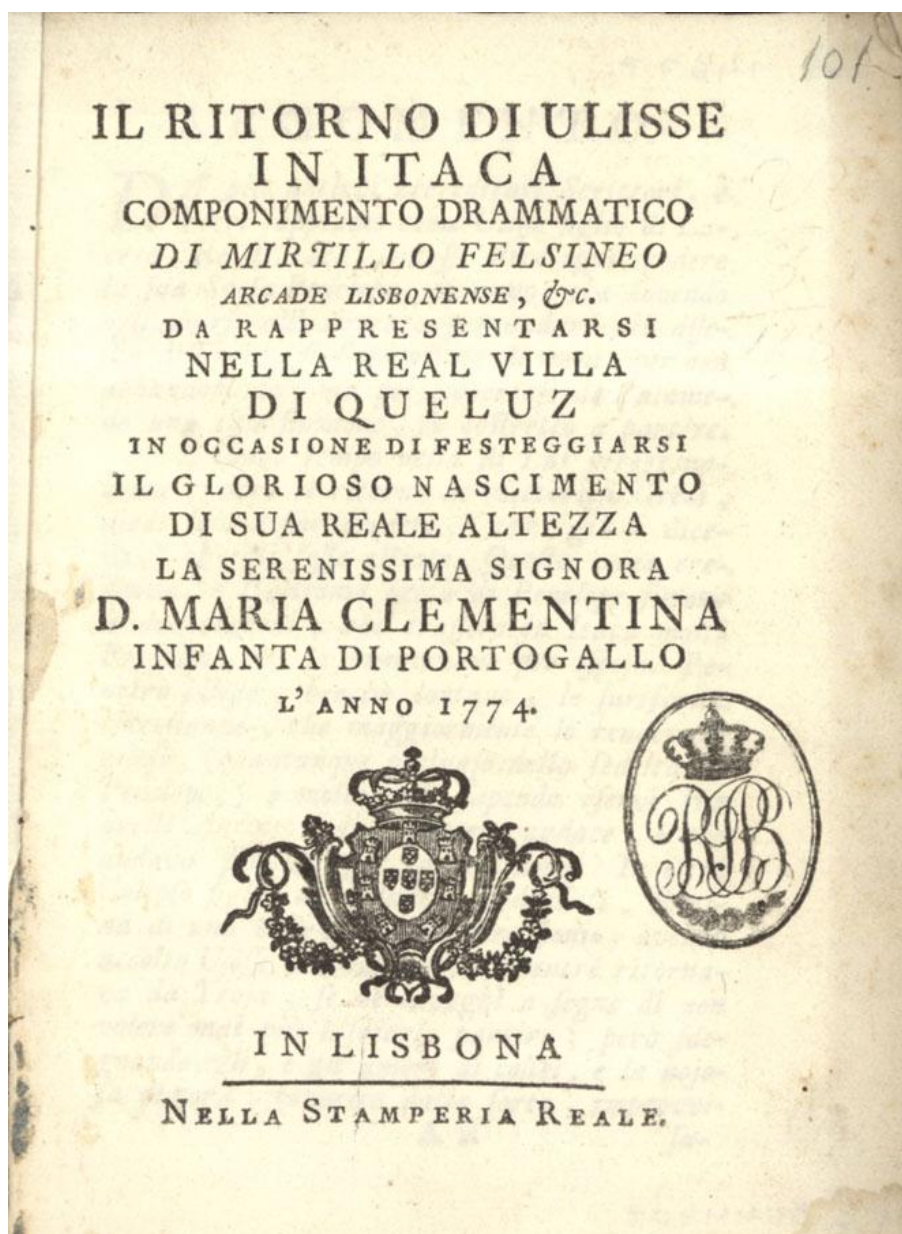 101
IL RITORNO DI ULISSE
IN ITACA
COMPONIMENTO DRAMMATICO
DI MIRTILLO FELSINEO
ARCADE LISBONENSE, &c.
DA RAPPRESENTARSI
NELLA REAL VILLA
DI QUELUZ
IN OCCASIONE DI FESTEGGIARSI
IL GLORIOSO NASCIMENTO
DI SUA REALE ALTEZZA
LA SERENISSIMA SIGNORA
D. MARIA CLEMENTINA
INFANTA DI PORTOGALLO
L'ANNO 1774.
IN LISBONA
NELLA STAMPERIA REALE.